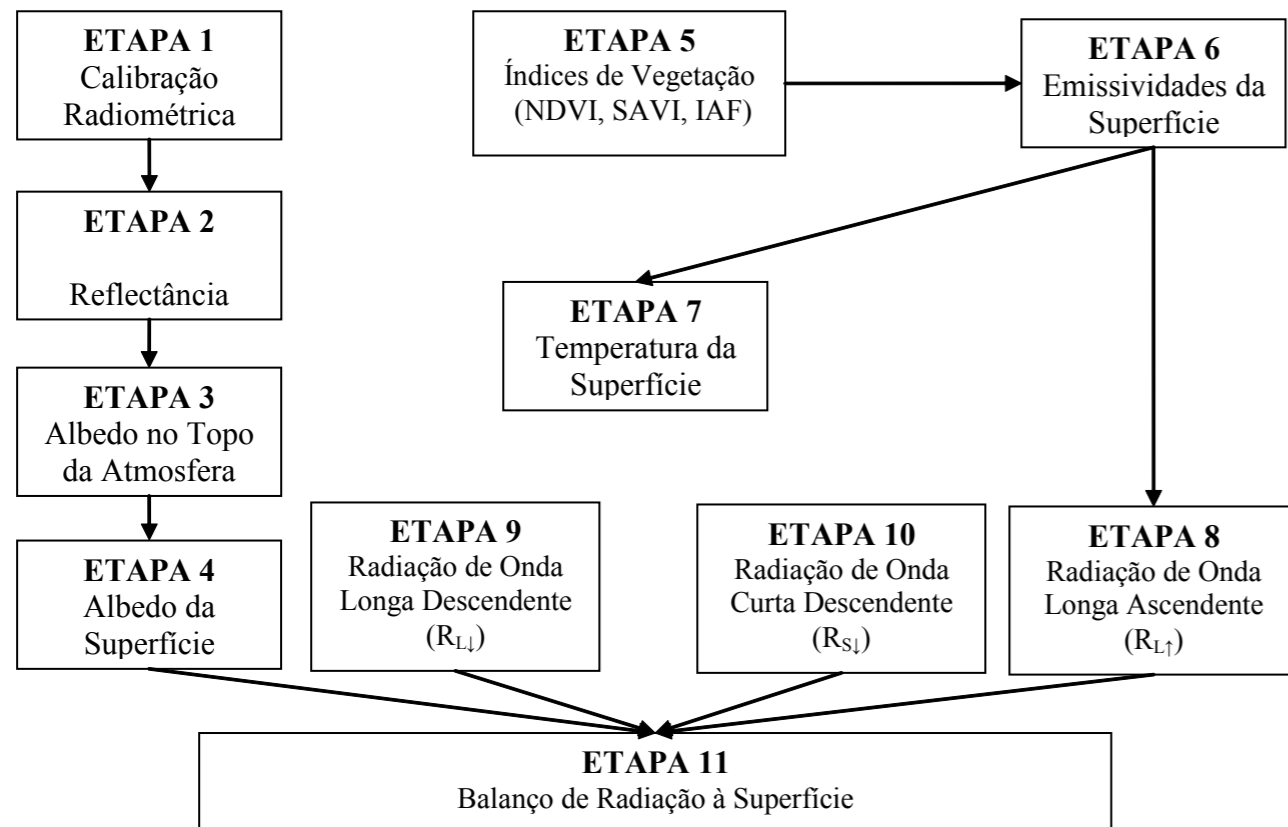 ETAPA 1
Calibração
Radiométrica
ETAPA 2
Reflectância
ETAPA 3
Albedo no Topo
da Atmosfera
ETAPA 4
Albedo da
Superfície
ETAPA 5
Índices de Vegetação
(NDVI, SAVI, IAF)
ETAPA 6
Emissividades da
Superfície
ETAPA 7
Temperatura da
Superfície
ETAPA 9
Radiação de Onda
Longa Descendente
(RL↓)
ETAPA 10
Radiação de Onda
Curta Descendente
(RS↓)
ETAPA 8
Radiação de Onda
Longa Ascendente
(RL↑)
ETAPA 11
Balanço de Radiação à Superfície